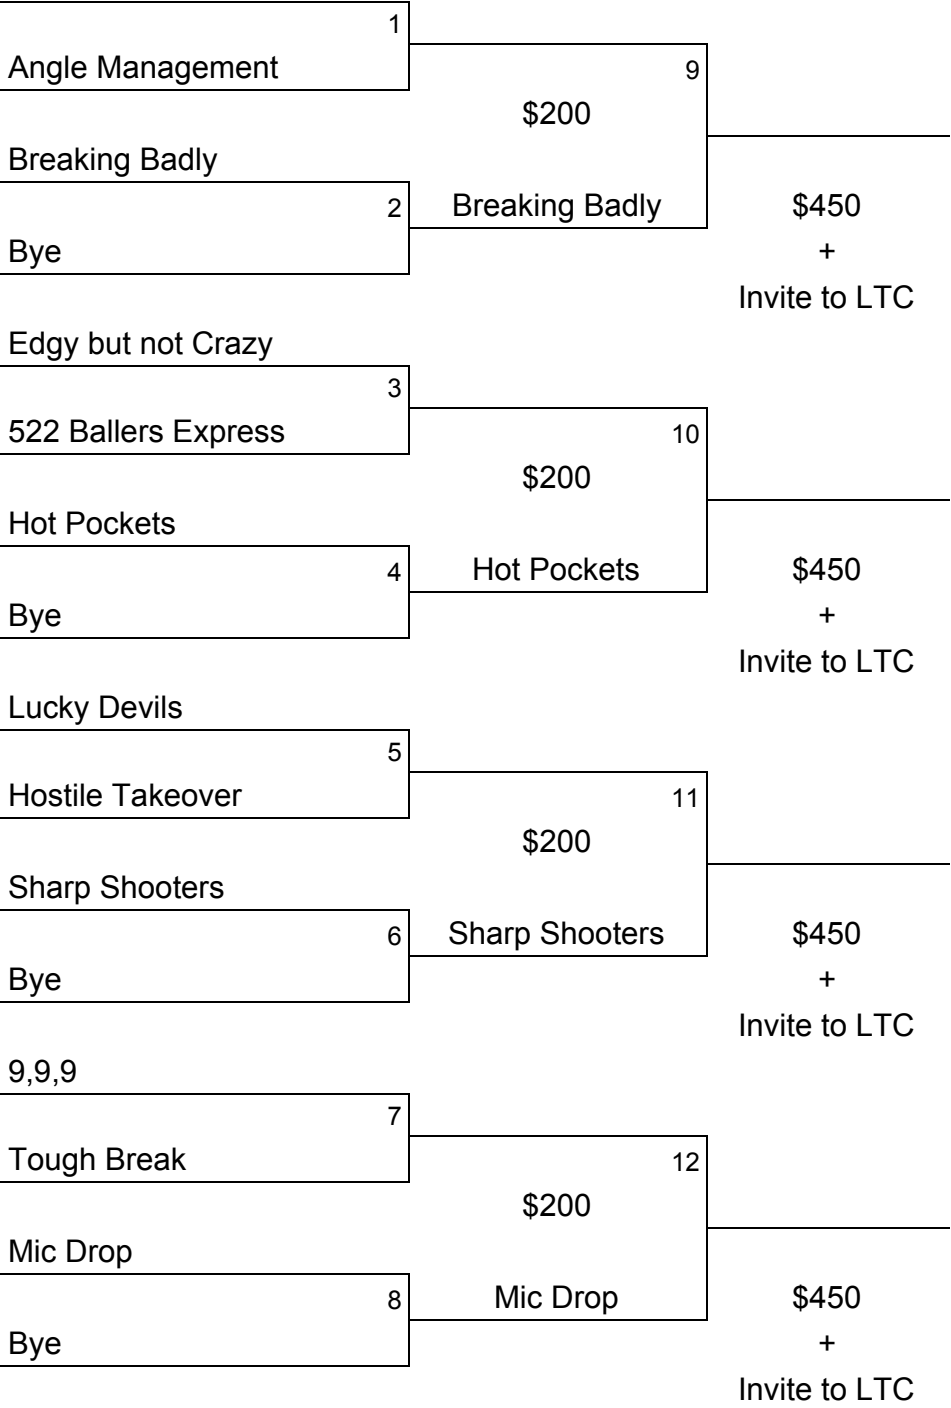 1
Angle Management
9
$200
Breaking Badly
2
Breaking Badly
$450
Bye
+
Invite to LTC
Edgy but not Crazy
3
522 Ballers Express
10
$200
Hot Pockets
4
Hot Pockets
$450
Bye
+
Invite to LTC
Lucky Devils
5
Hostile Takeover
11
$200
Sharp Shooters
6
Sharp Shooters
$450
Bye
+
Invite to LTC
9,9,9
7
Tough Break
12
$200
Mic Drop
8
Mic Drop
$450
Bye
+
Invite to LTC